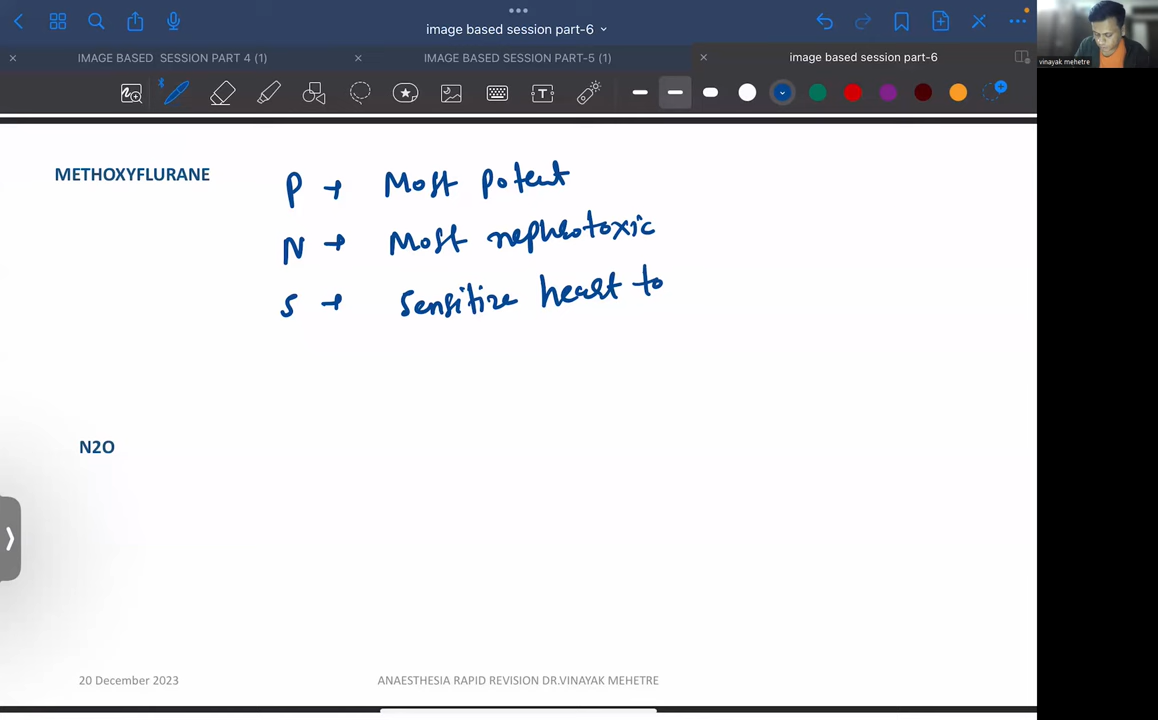 image based session part-6
IMAGE BASED SESSION PART 4 (1)
IMAGE BASED SESSION PART-5 (1)
image based session part-6
vinayak mehetre
METHOXYFLURANE
P → Most potent
N → Most nephrotoxic
S → Sensitize heart to
N2O
20 December 2023
ANAESTHESIA RAPID REVISION DR.VINAYAK MEHETRE